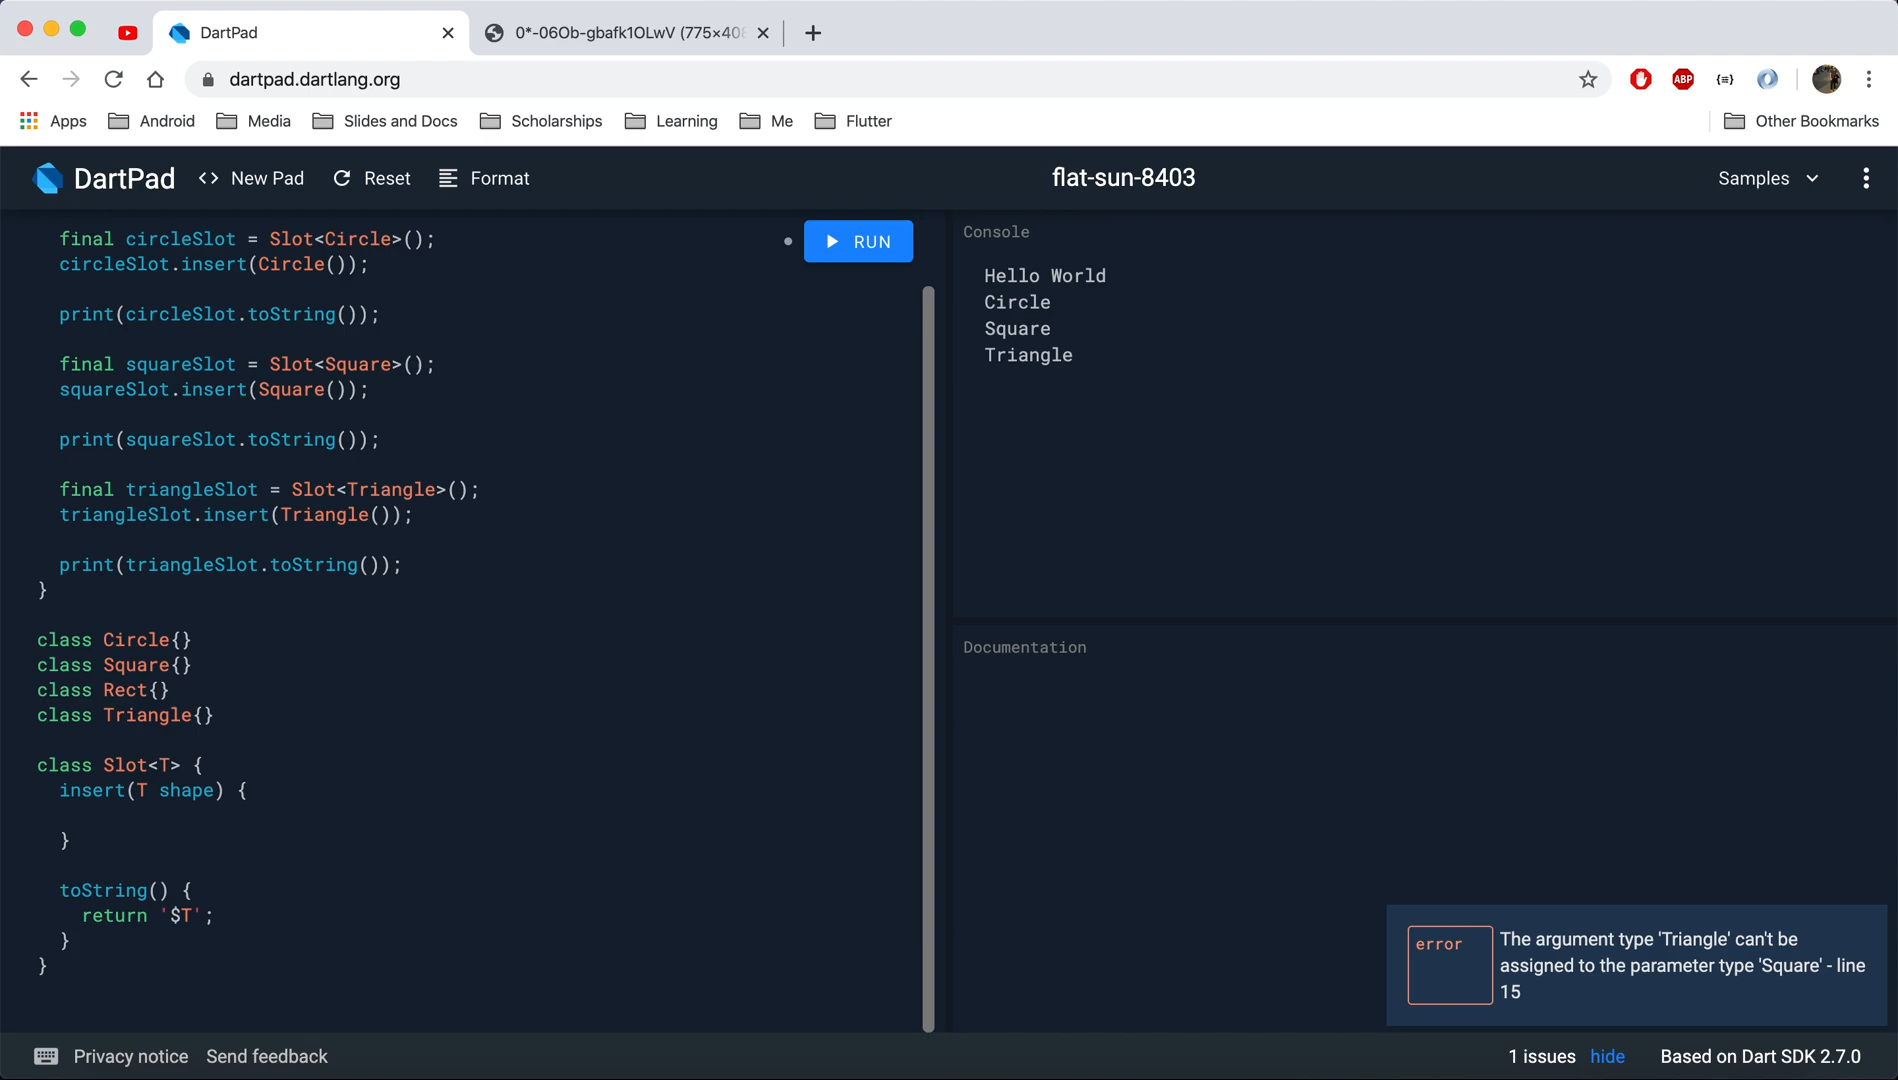 DartPad
0*-06Ob-gbafk1OLwV (775×408
dartpad.dartlang.org
ABP
Apps
Android
Media
Slides and Docs
Scholarships
Learning
Me
Flutter
Other Bookmarks
DartPad
<> New Pad
Reset
Format
flat-sun-8403
Samples
final circleSlot = Slot<Circle>();
circleSlot.insert(Circle());
print(circleSlot.toString());
final squareSlot = Slot<Square>();
squareSlot.insert(Square());
print(squareSlot.toString());
final triangleSlot = Slot<Triangle>();
triangleSlot.insert(Triangle());
print(triangleSlot.toString());
}
class Circle{}
class Square{}
class Rect{}
class Triangle{}
class Slot<T> {
insert(T shape) {
}
toString() {
return '$T';
}
}
RUN
Console
Hello World
Circle
Square
Triangle
Documentation
error
The argument type 'Triangle' can't be
assigned to the parameter type 'Square' - line
15
Privacy notice
Send feedback
1 issues
hide
Based on Dart SDK 2.7.0